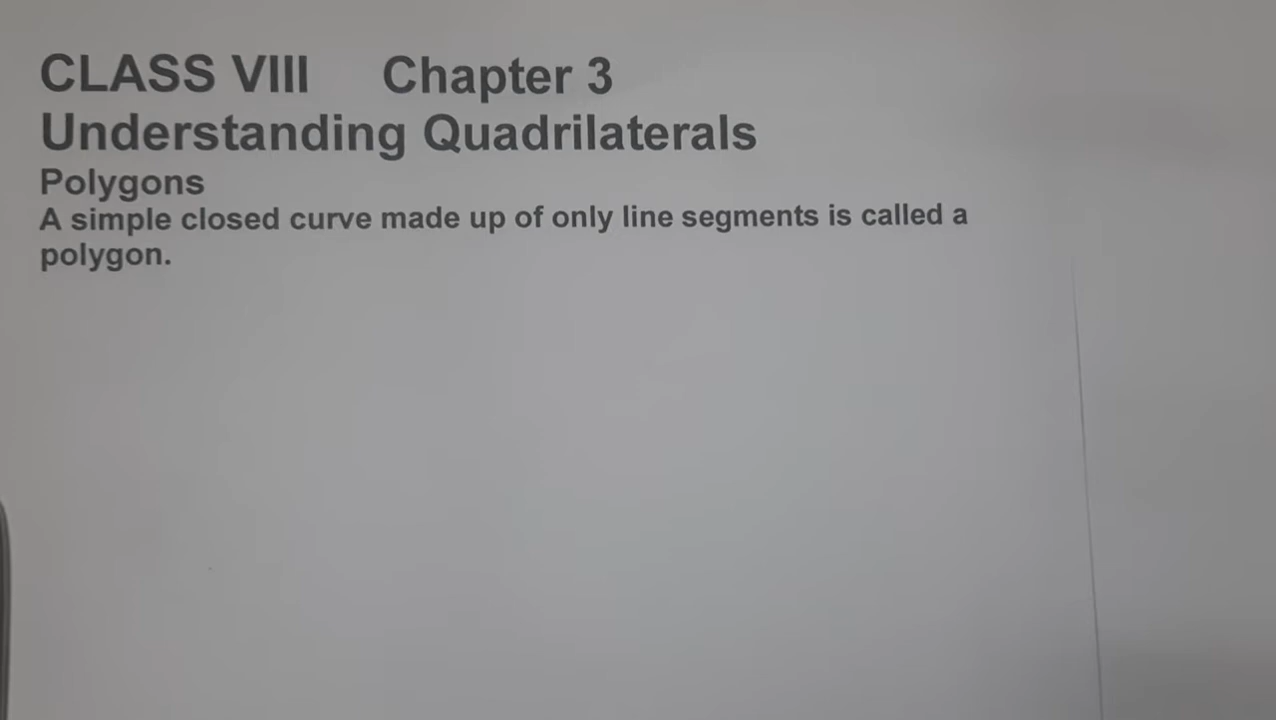 CLASS VIII Chapter 3
Understanding Quadrilaterals
Polygons
A simple closed curve made up of only line segments is called a
polygon.